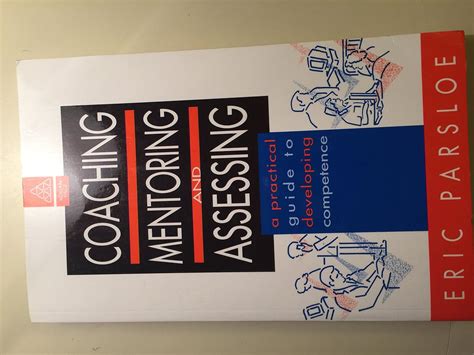 COACHING
MENTORING
AND
ASSESSING
a practical
guide to
developing
competence
ERIC PARSLOE